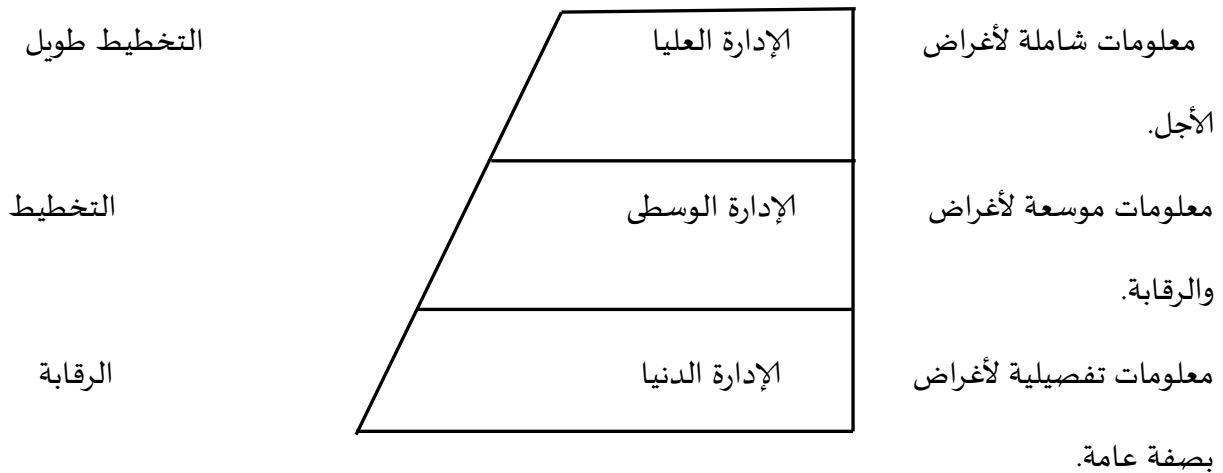 معلومات شاملة لأغراض الإدارة العليا التخطيط طويل
الأجل.
معلومات موسعة لأغراض الإدارة الوسطى التخطيط
والرقابة.
معلومات تفصيلية لأغراض الإدارة الدنيا الرقابة
بصفة عامة.